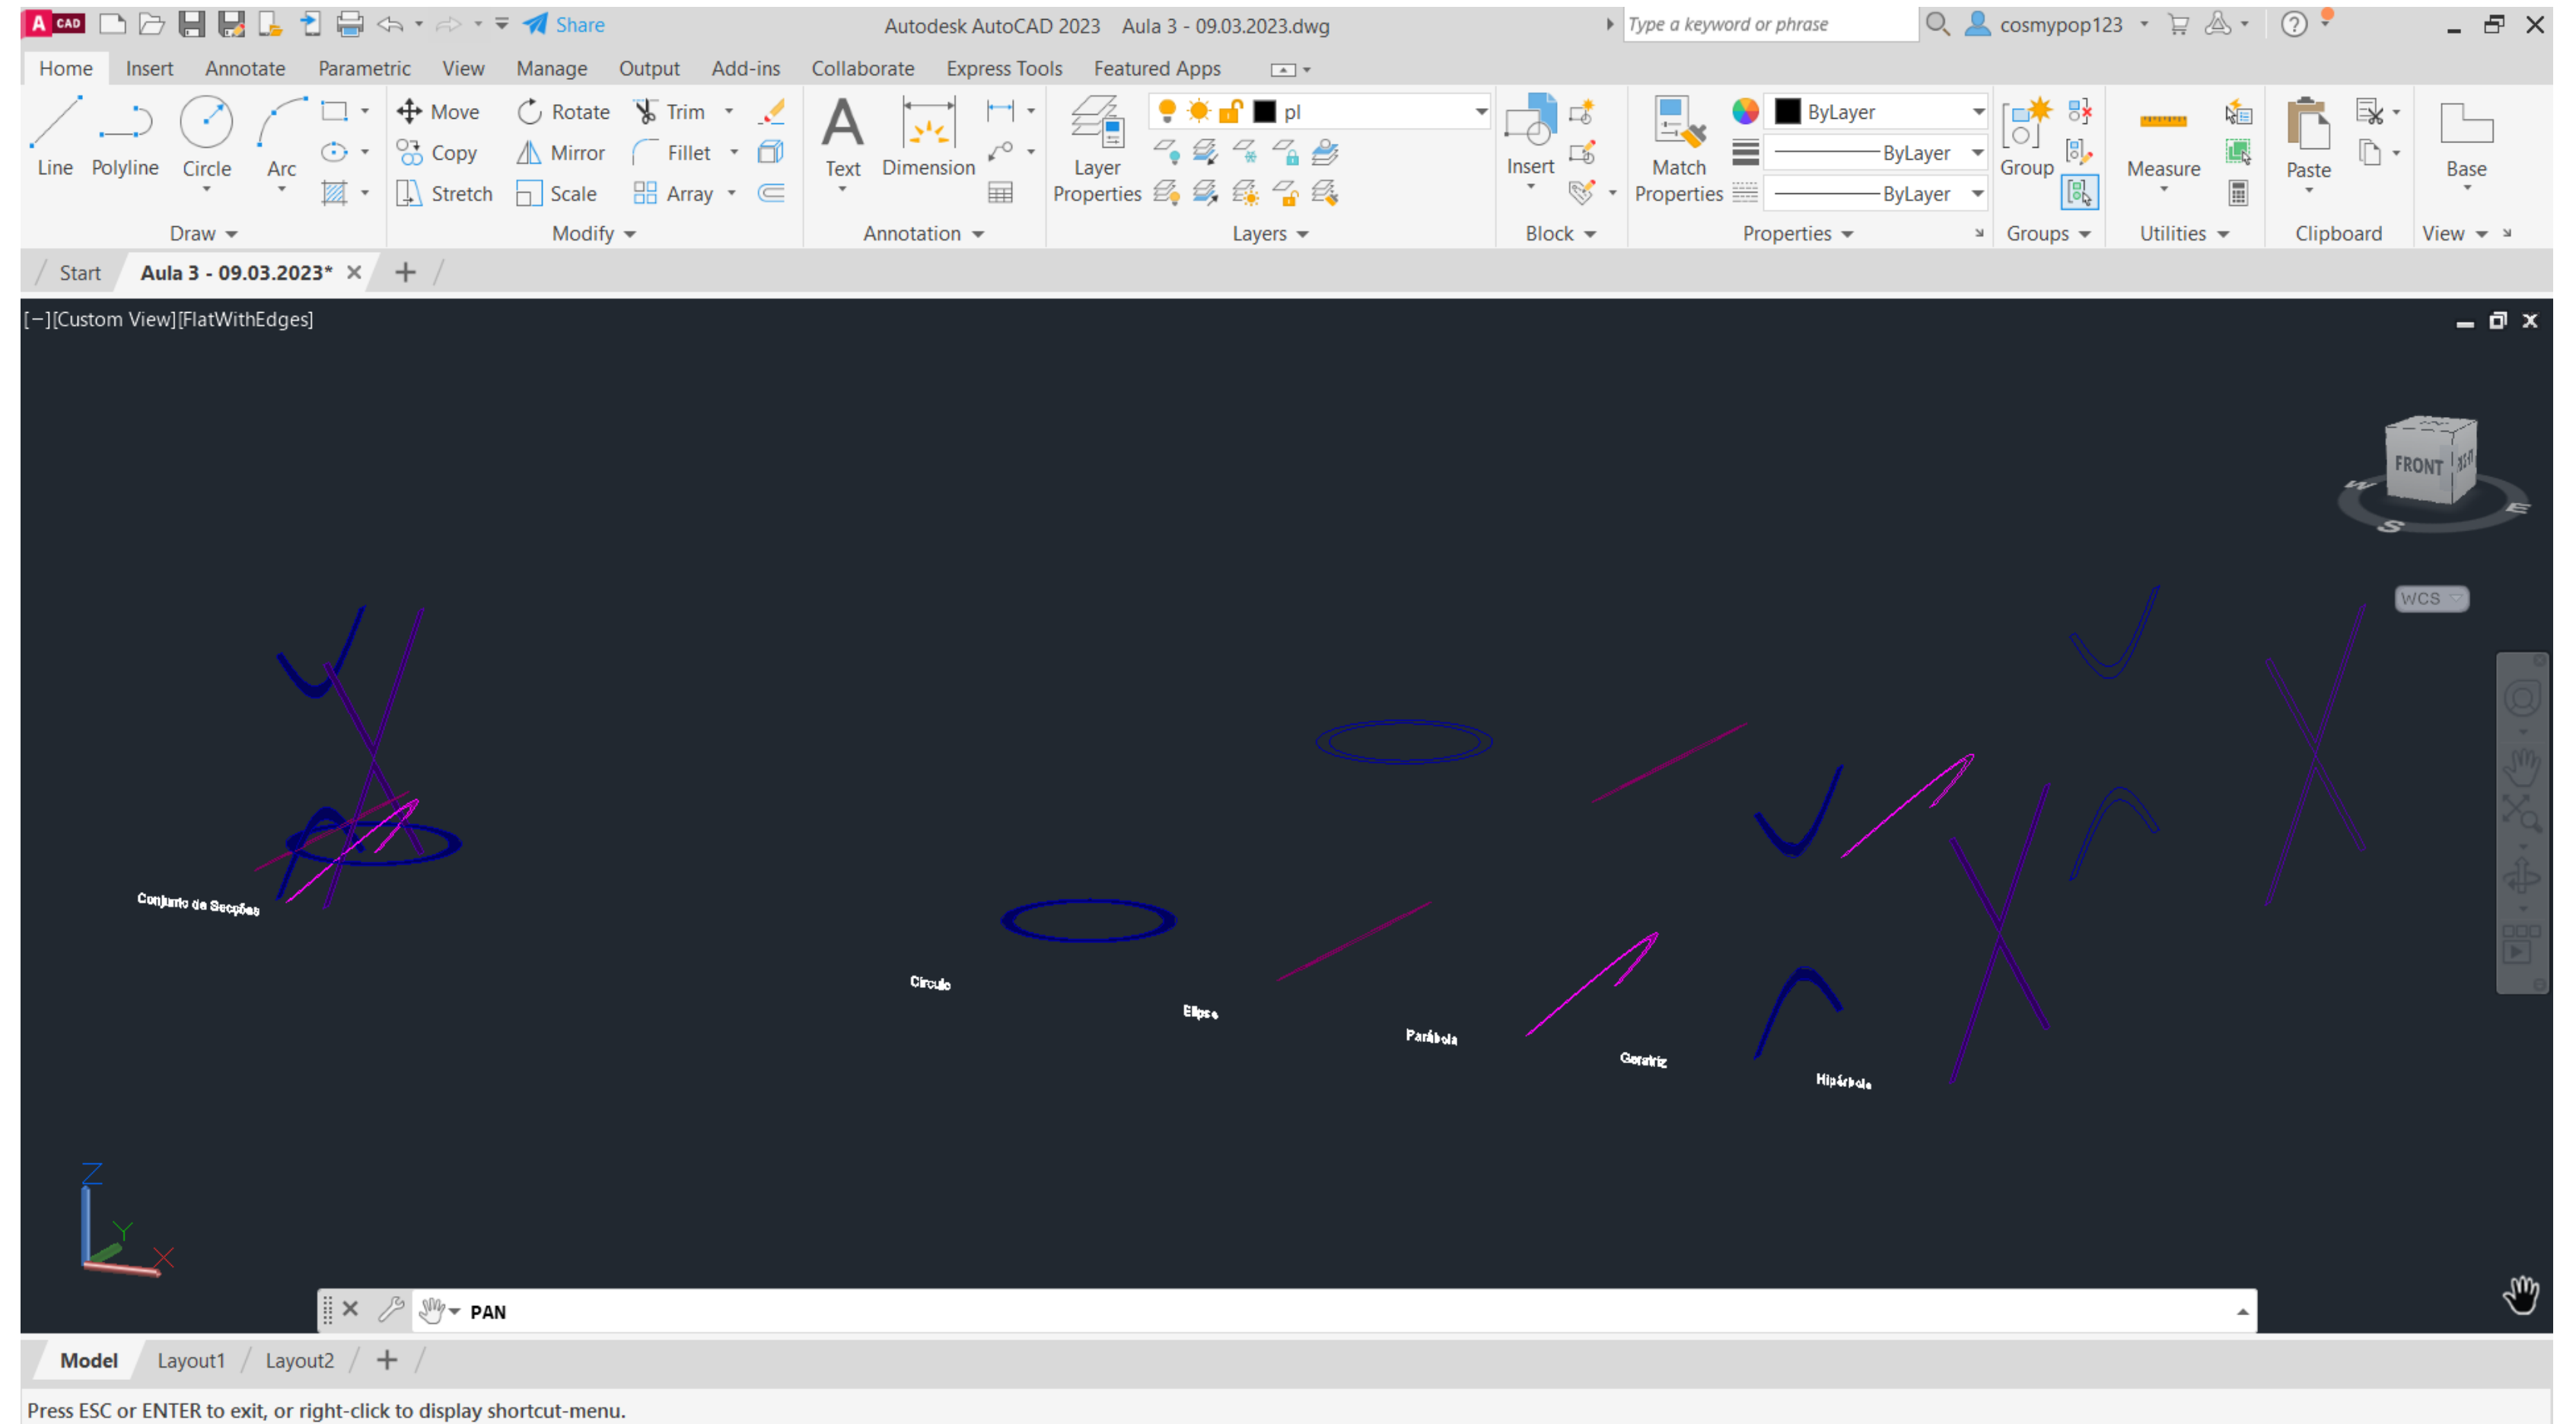 A CAD Share Autodesk AutoCAD 2023 Aula 3 - 09.03.2023.dwg Type a keyword or phrase cosmypop123
Home Insert Annotate Parametric View Manage Output Add-ins Collaborate Express Tools Featured Apps
Line Polyline Circle Arc
Move Rotate Trim
Copy Mirror Fillet
Stretch Scale Array
A Text Dimension
Layer Properties
pl
Insert
Match Properties
ByLayer
ByLayer
ByLayer
Group
Measure
Paste
Base
Draw Modify Annotation Layers Block Properties Groups Utilities Clipboard View
Start Aula 3 - 09.03.2023*
[−][Custom View][FlatWithEdges]
FRONT
W
S
E
WCS
Conjunto de Secções
Círculo
Elipse
Parábola
Geratriz
Hipérbole
Z
Y
X
PAN
Model Layout1 Layout2
Press ESC or ENTER to exit, or right-click to display shortcut-menu.